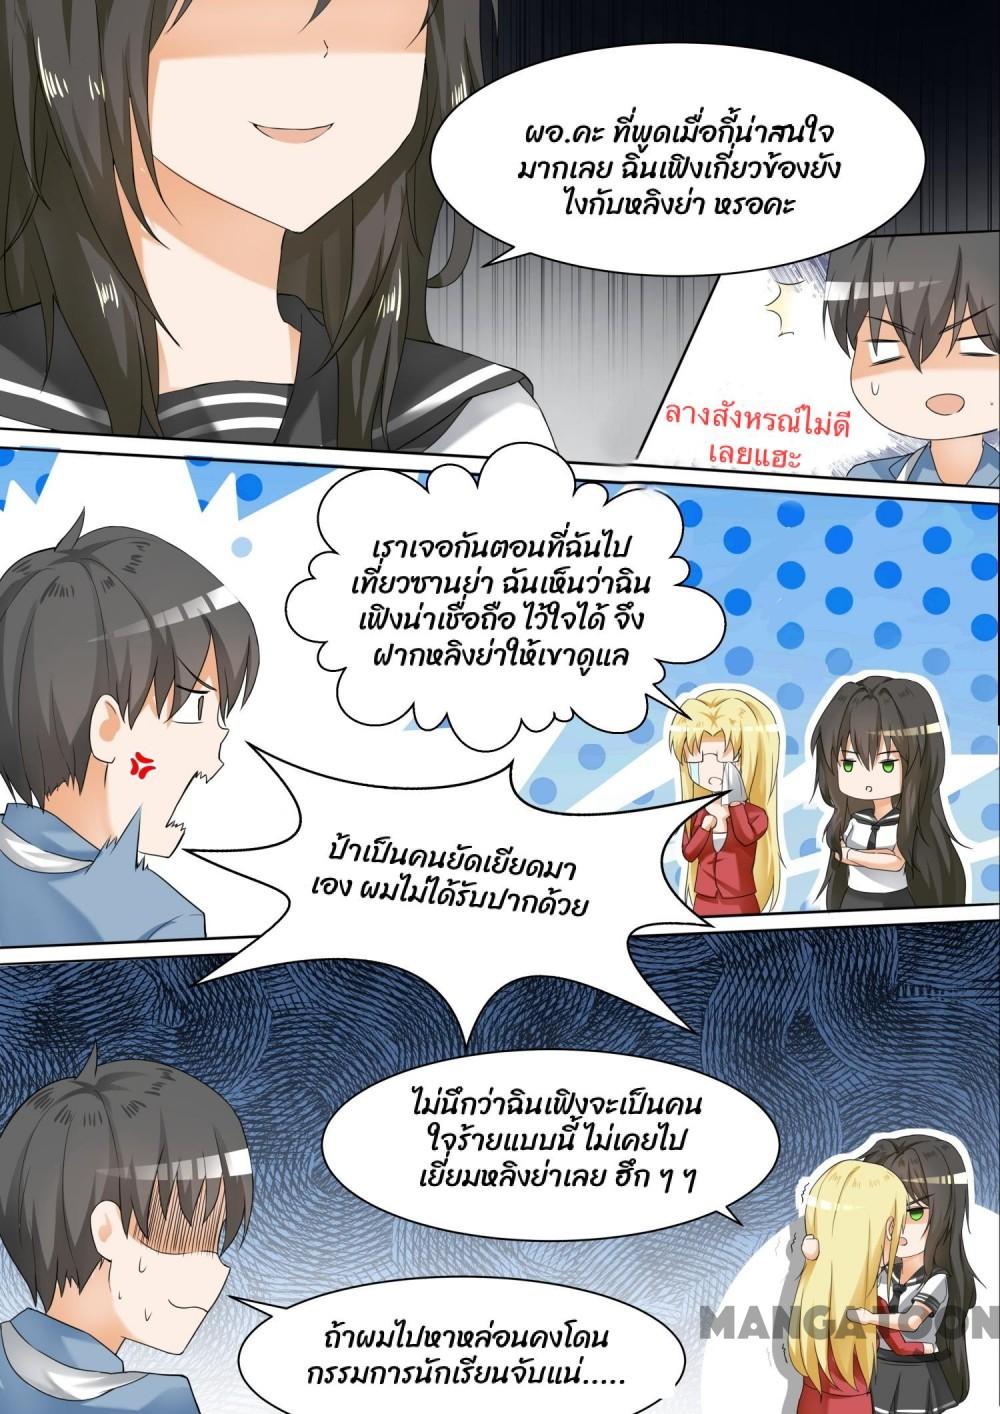 ผอ.คะ ที่พูดเมื่อกี้น่าสนใจ
มากเลย ฉินเฟิงเกี่ยวข้องยัง
ไงกับหลิงย่า หรอคะ
ลางสังหรณ์ไม่ดี
เลยแฮะ
เราเจอกันตอนที่ฉันไป
เที่ยวซานย่า ฉันเห็นว่าฉิน
เฟิงน่าเชื่อถือ ไว้ใจได้ จึง
ฝากหลิงย่าให้เขาดูแล
ป้าเป็นคนยัดเยียดมา
เอง ผมไม่ได้รับปากด้วย
ไม่นึกว่าฉินเฟิงจะเป็นคน
ใจร้ายแบบนี้ ไม่เคยไป
เยี่ยมหลิงย่าเลย ฮึก ๆ ๆ
ถ้าผมไปหาหล่อนคงโดน
กรรมการนักเรียนจับแน่.....
MANGATOON